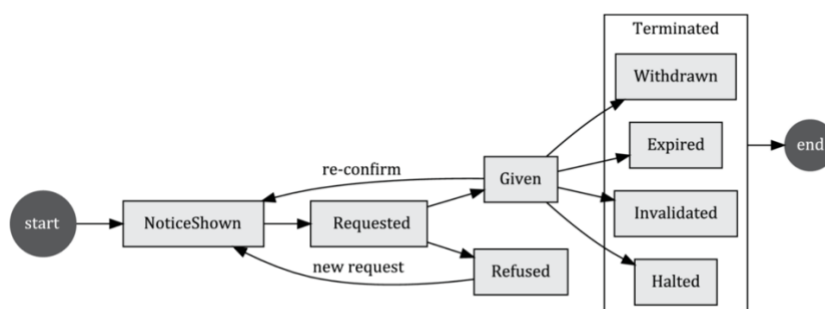 Terminated
Withdrawn
Expired
end
re-confirm
Given
Invalidated
start
NoticeShown
Requested
new request
Refused
Halted